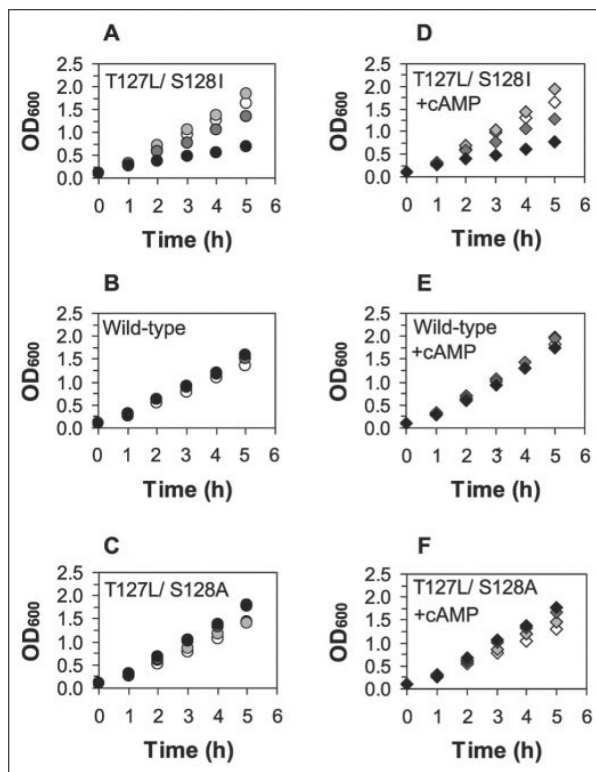 A
T127L/ S128I
OD600
2.5
2.0
1.5
1.0
0.5
0.0
0 1 2 3 4 5 6
Time (h)
D
T127L/ S128I
+cAMP
OD600
2.5
2.0
1.5
1.0
0.5
0.0
0 1 2 3 4 5 6
Time (h)
B
Wild-type
OD600
2.5
2.0
1.5
1.0
0.5
0.0
0 1 2 3 4 5 6
Time (h)
E
Wild-type
+cAMP
OD600
2.5
2.0
1.5
1.0
0.5
0.0
0 1 2 3 4 5 6
Time (h)
C
T127L/ S128A
OD600
2.5
2.0
1.5
1.0
0.5
0.0
0 1 2 3 4 5 6
Time (h)
F
T127L/ S128A
+cAMP
OD600
2.5
2.0
1.5
1.0
0.5
0.0
0 1 2 3 4 5 6
Time (h)